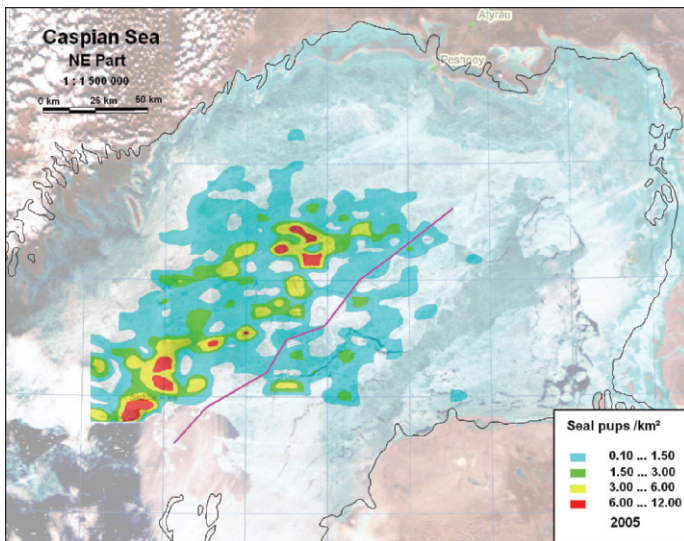 Caspian Sea
NE Part
1 : 1 500 000
0 km 25 km 50 km
Atyrau
Peshnoy
Seal pups /km²
0.10 ... 1.50
1.50 ... 3.00
3.00 ... 6.00
6.00 ... 12.00
2005